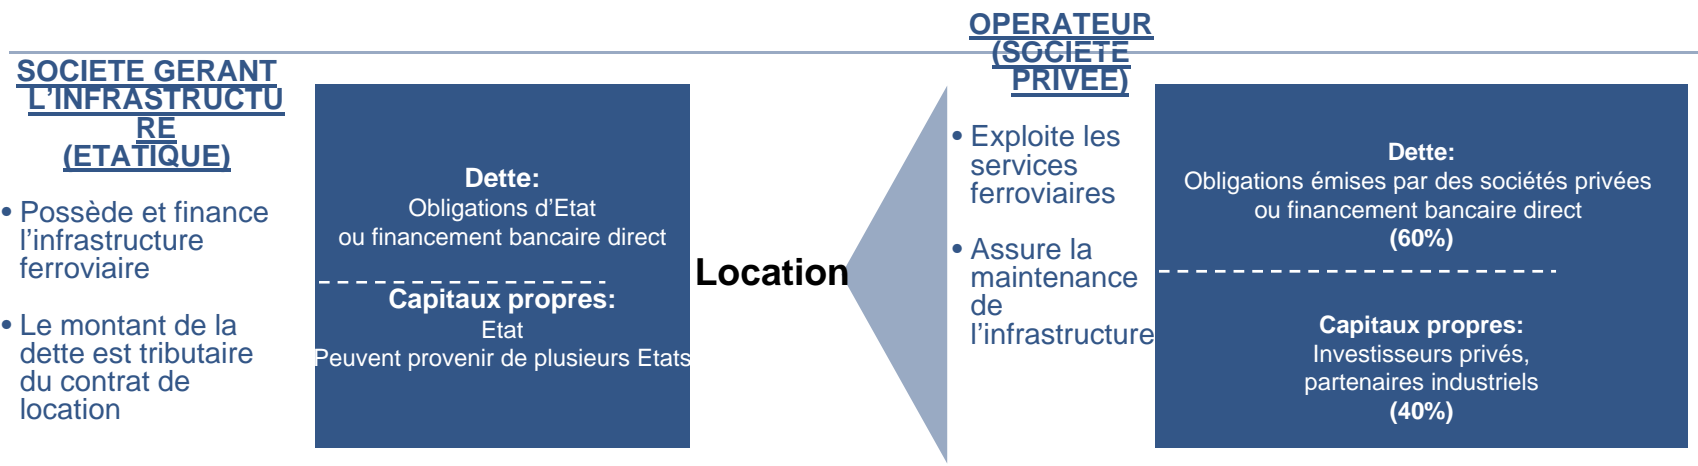 SOCIETE GERANT
L’INFRASTRUCTU
RE
(ETATIQUE)
• Possède et finance
l’infrastructure
ferroviaire
• Le montant de la
dette est tributaire
du contrat de
location
Dette:
Obligations d’Etat
ou financement bancaire direct
Capitaux propres:
Etat
Peuvent provenir de plusieurs Etats
Location
OPERATEUR
(SOCIETE
PRIVEE)
• Exploite les
services
ferroviaires
• Assure la
maintenance
de
l’infrastructure
Dette:
Obligations émises par des sociétés privées
ou financement bancaire direct
(60%)
Capitaux propres:
Investisseurs privés,
partenaires industriels
(40%)